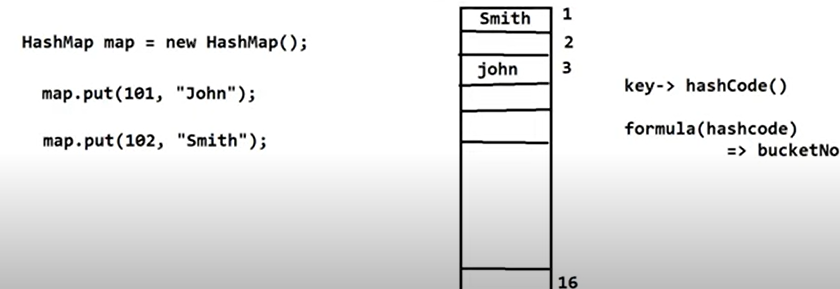 HashMap map = new HashMap();
map.put(101, "John");
map.put(102, "Smith");
Smith 1
2
john 3
16
key-> hashCode()
formula(hashcode)
=> bucketNo